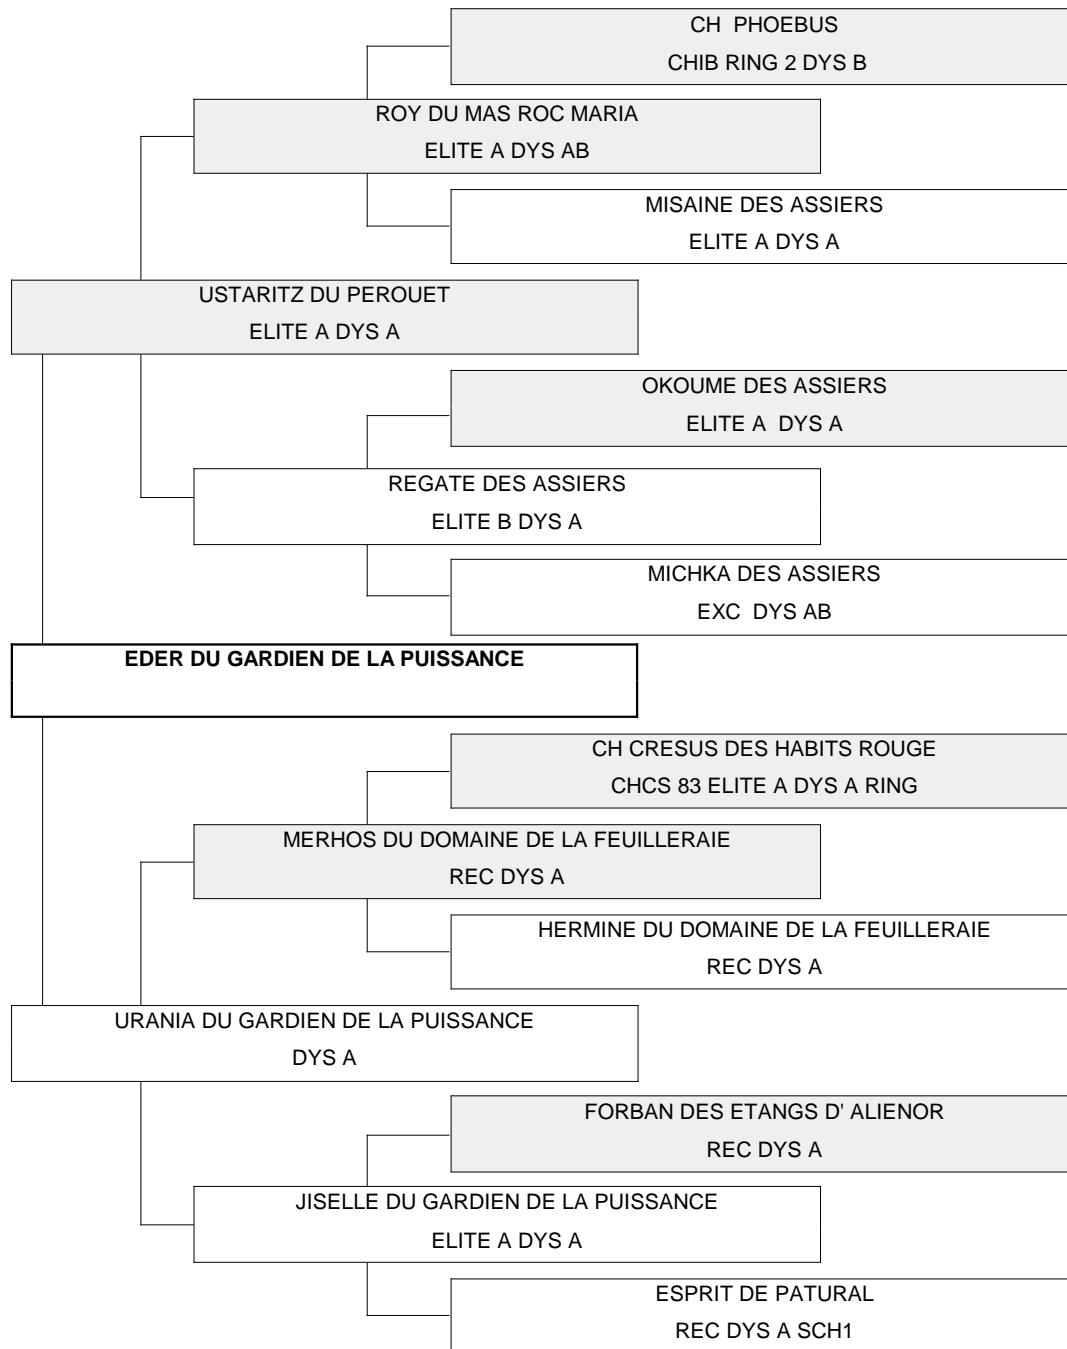 CH PHOEBUS
CHIB RING 2 DYS B
ROY DU MAS ROC MARIA
ELITE A DYS AB
MISAINE DES ASSIERS
ELITE A DYS A
USTARITZ DU PEROUET
ELITE A DYS A
OKOUME DES ASSIERS
ELITE A DYS A
REGATE DES ASSIERS
ELITE B DYS A
MICHKA DES ASSIERS
EXC DYS AB
EDER DU GARDIEN DE LA PUISSANCE
CH CRESUS DES HABITS ROUGE
CHCS 83 ELITE A DYS A RING
MERHOS DU DOMAINE DE LA FEUILLERAIE
REC DYS A
HERMINE DU DOMAINE DE LA FEUILLERAIE
REC DYS A
URANIA DU GARDIEN DE LA PUISSANCE
DYS A
FORBAN DES ETANGS D' ALIENOR
REC DYS A
JISELLE DU GARDIEN DE LA PUISSANCE
ELITE A DYS A
ESPRIT DE PATURAL
REC DYS A SCH1